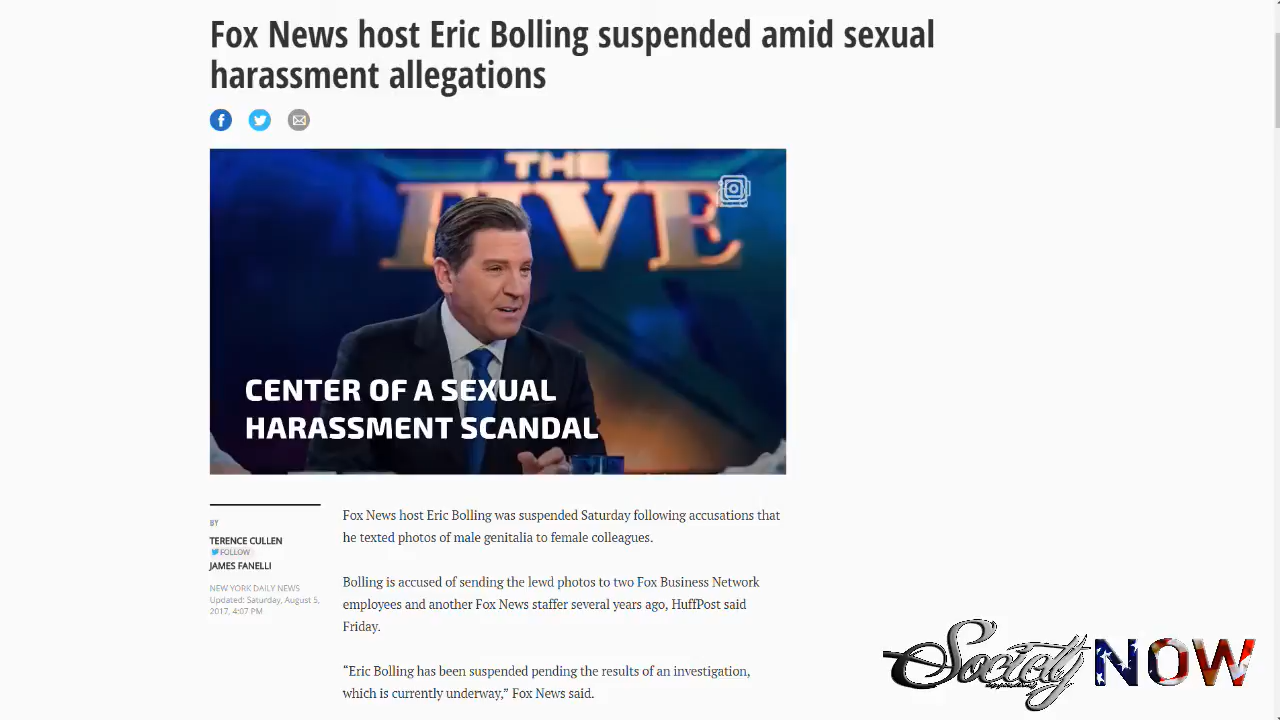 Fox News host Eric Bolling suspended amid sexual
harassment allegations
THE
FIVE
CENTER OF A SEXUAL
HARASSMENT SCANDAL
BY
TERENCE CULLEN
FOLLOW
JAMES FANELLI
NEW YORK DAILY NEWS
Updated: Saturday, August 5,
2017, 4:07 PM
Fox News host Eric Bolling was suspended Saturday following accusations that
he texted photos of male genitalia to female colleagues.
Bolling is accused of sending the lewd photos to two Fox Business Network
employees and another Fox News staffer several years ago, HuffPost said
Friday.
“Eric Bolling has been suspended pending the results of an investigation,
which is currently underway,” Fox News said.
Society NOW